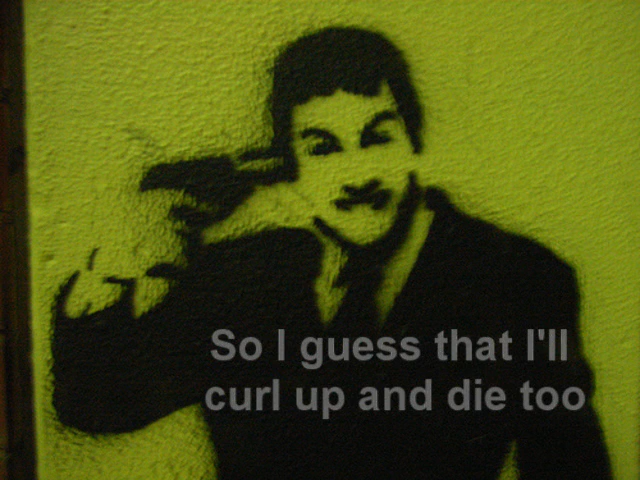 So I guess that I'll
curl up and die too